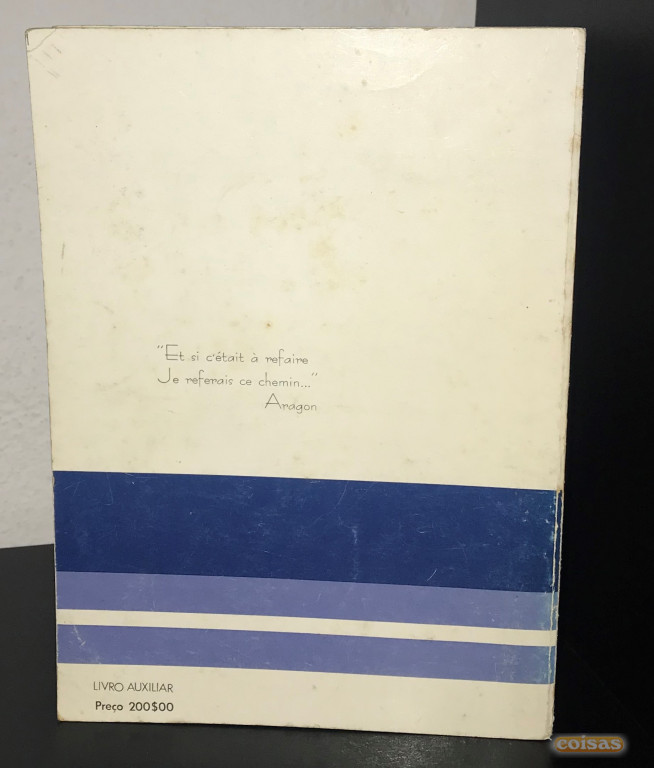 "Et si c'était à refaire
Je referais ce chemin..."
Aragon
LIVRO AUXILIAR
Preço 200$00
coisas